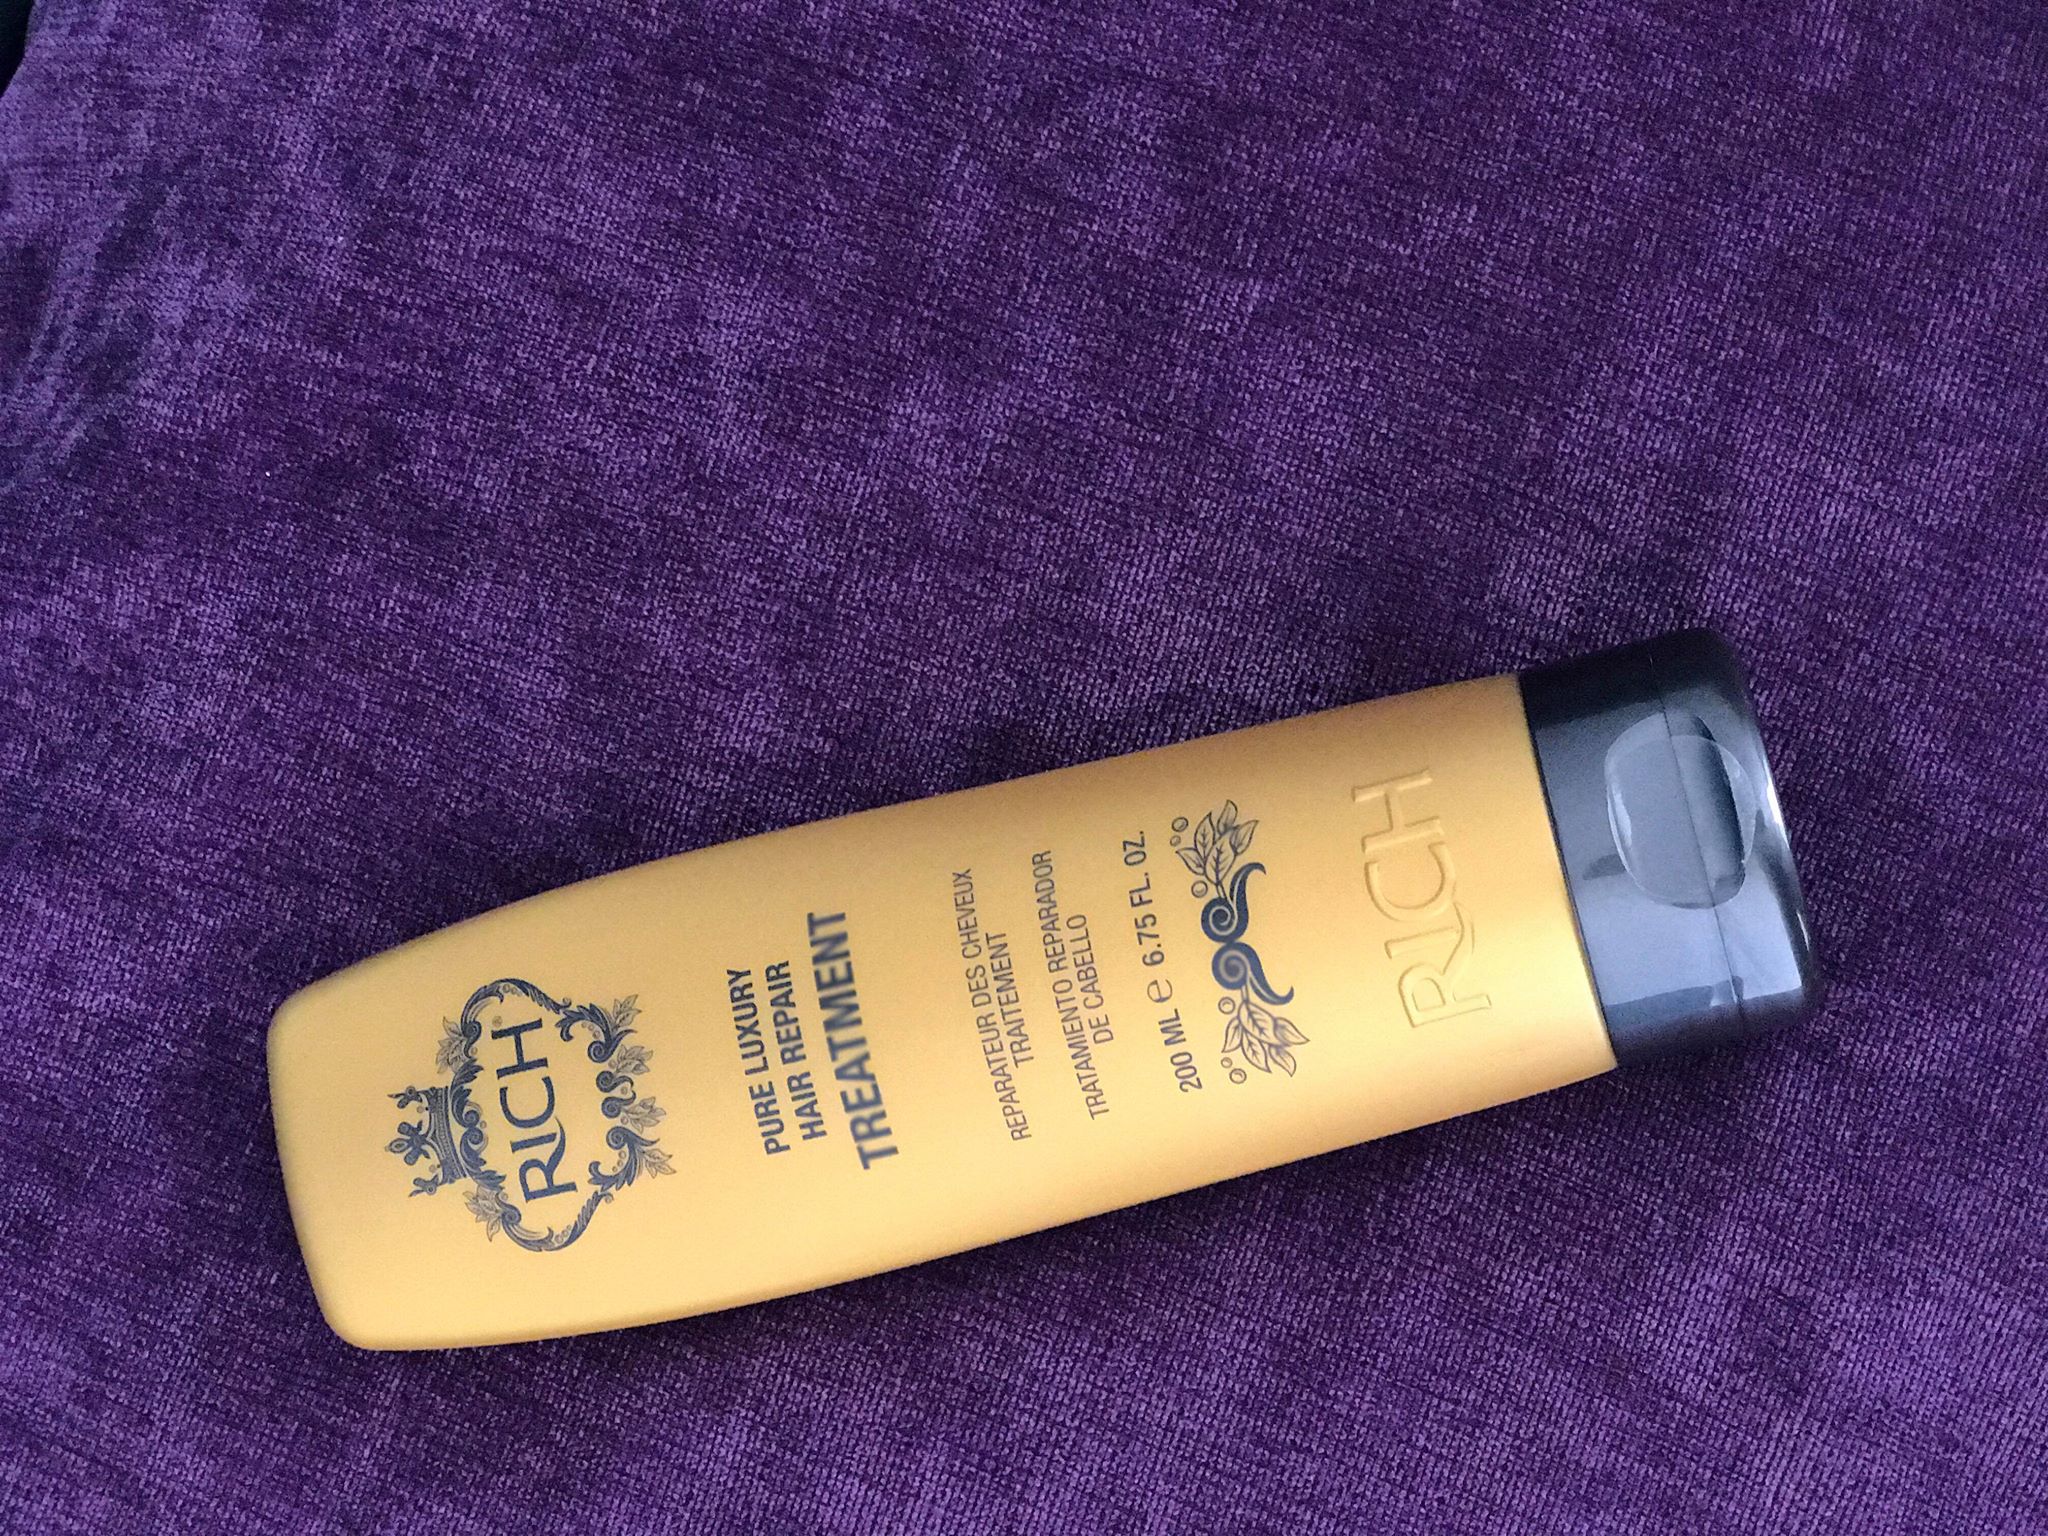 RICH®
PURE LUXURY
HAIR REPAIR
TREATMENT
REPARATEUR DES CHEVEUX
TRAITEMENT
TRATAMIENTO REPARADOR
DE CABELLO
200 ML e 6.75 FL. OZ.
RICH